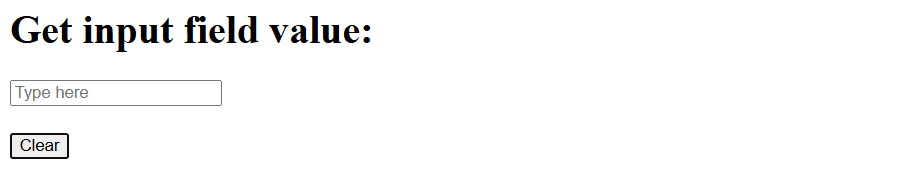 Get input field value:
Type here
Clear